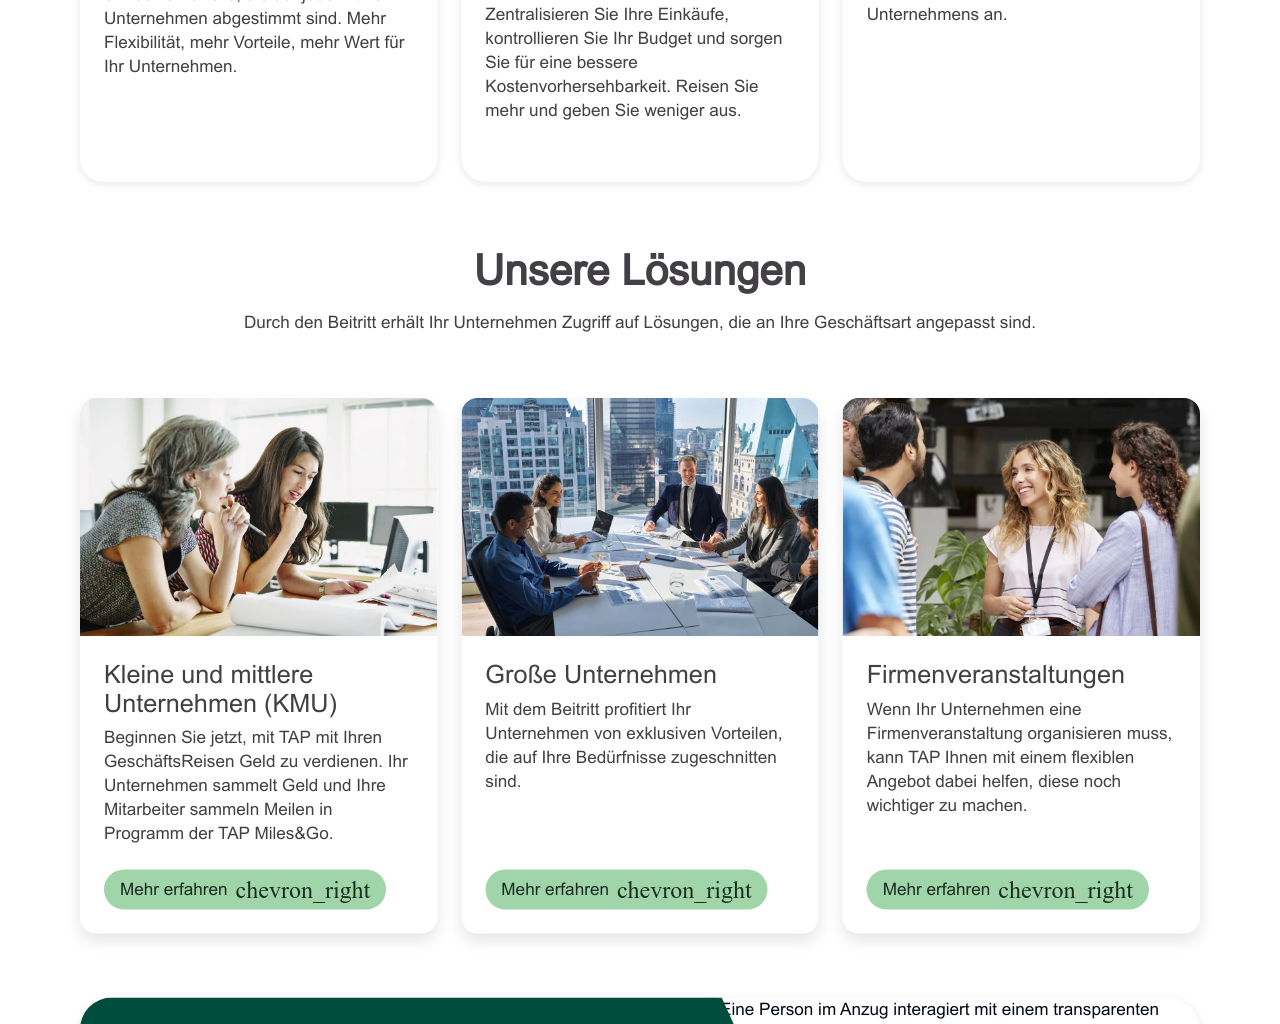 Unternehmen abgestimmt sind. Mehr
Flexibilität, mehr Vorteile, mehr Wert für
Ihr Unternehmen.
Zentralisieren Sie Ihre Einkäufe,
kontrollieren Sie Ihr Budget und sorgen
Sie für eine bessere
Kostenvorhersehbarkeit. Reisen Sie
mehr und geben Sie weniger aus.
Unternehmens an.
Unsere Lösungen
Durch den Beitritt erhält Ihr Unternehmen Zugriff auf Lösungen, die an Ihre Geschäftsart angepasst sind.
Kleine und mittlere
Unternehmen (KMU)
Beginnen Sie jetzt, mit TAP mit Ihren
GeschäftsReisen Geld zu verdienen. Ihr
Unternehmen sammelt Geld und Ihre
Mitarbeiter sammeln Meilen in
Programm der TAP Miles&Go.
Mehr erfahren chevron_right
Große Unternehmen
Mit dem Beitritt profitiert Ihr
Unternehmen von exklusiven Vorteilen,
die auf Ihre Bedürfnisse zugeschnitten
sind.
Mehr erfahren chevron_right
Firmenveranstaltungen
Wenn Ihr Unternehmen eine
Firmenveranstaltung organisieren muss,
kann TAP Ihnen mit einem flexiblen
Angebot dabei helfen, diese noch
wichtiger zu machen.
Mehr erfahren chevron_right
Eine Person im Anzug interagiert mit einem transparenten